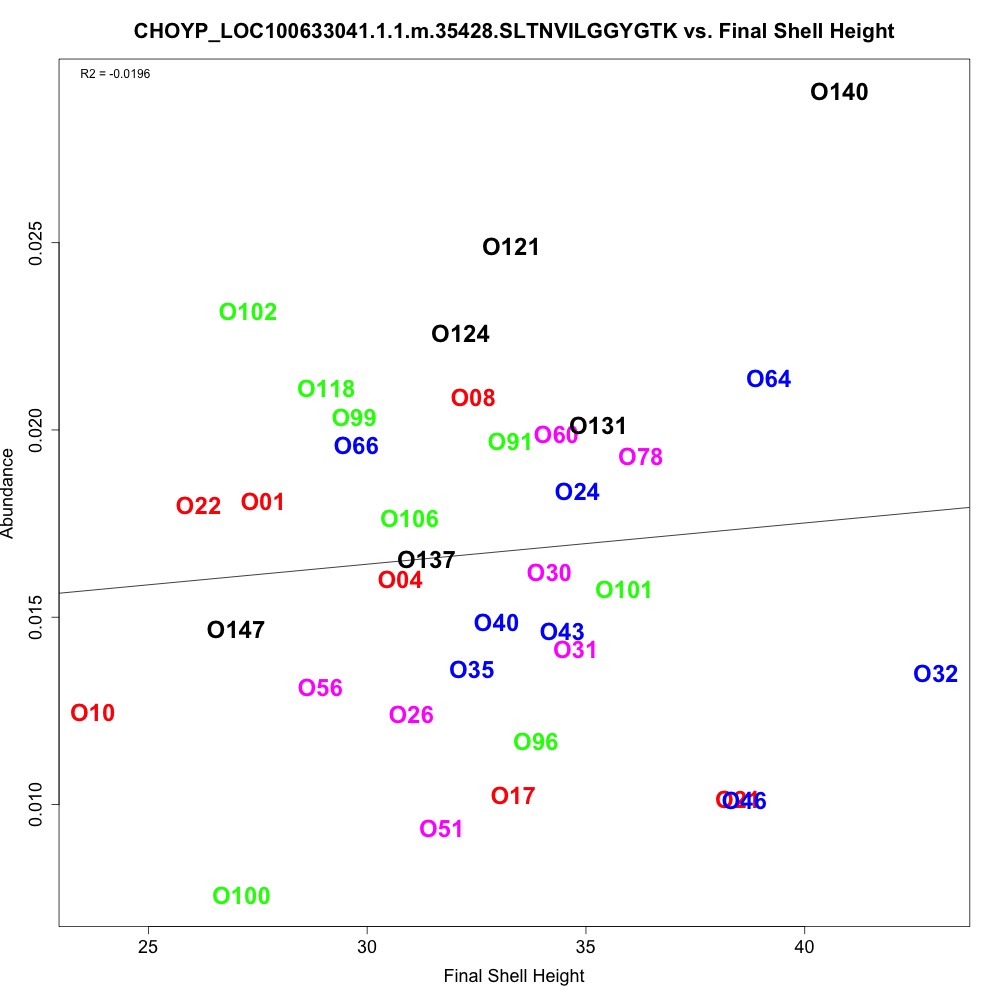 CHOYP_LOC100633041.1.1.m.35428.SLTNVILGGYGTK vs. Final Shell Height
R2 = -0.0196
O140
0.025
O121
O102
O124
O64
O118
O08
O99
0.020
O131
O60
O91
O66
O78
O24
O01
O22
O106
O137
O30
O04
O101
0.015
O40
O147
O43
O31
O35
O32
O56
O10
O26
O96
0.010
O17
O46
O51
O100
Abundance
25 30 35 40
Final Shell Height